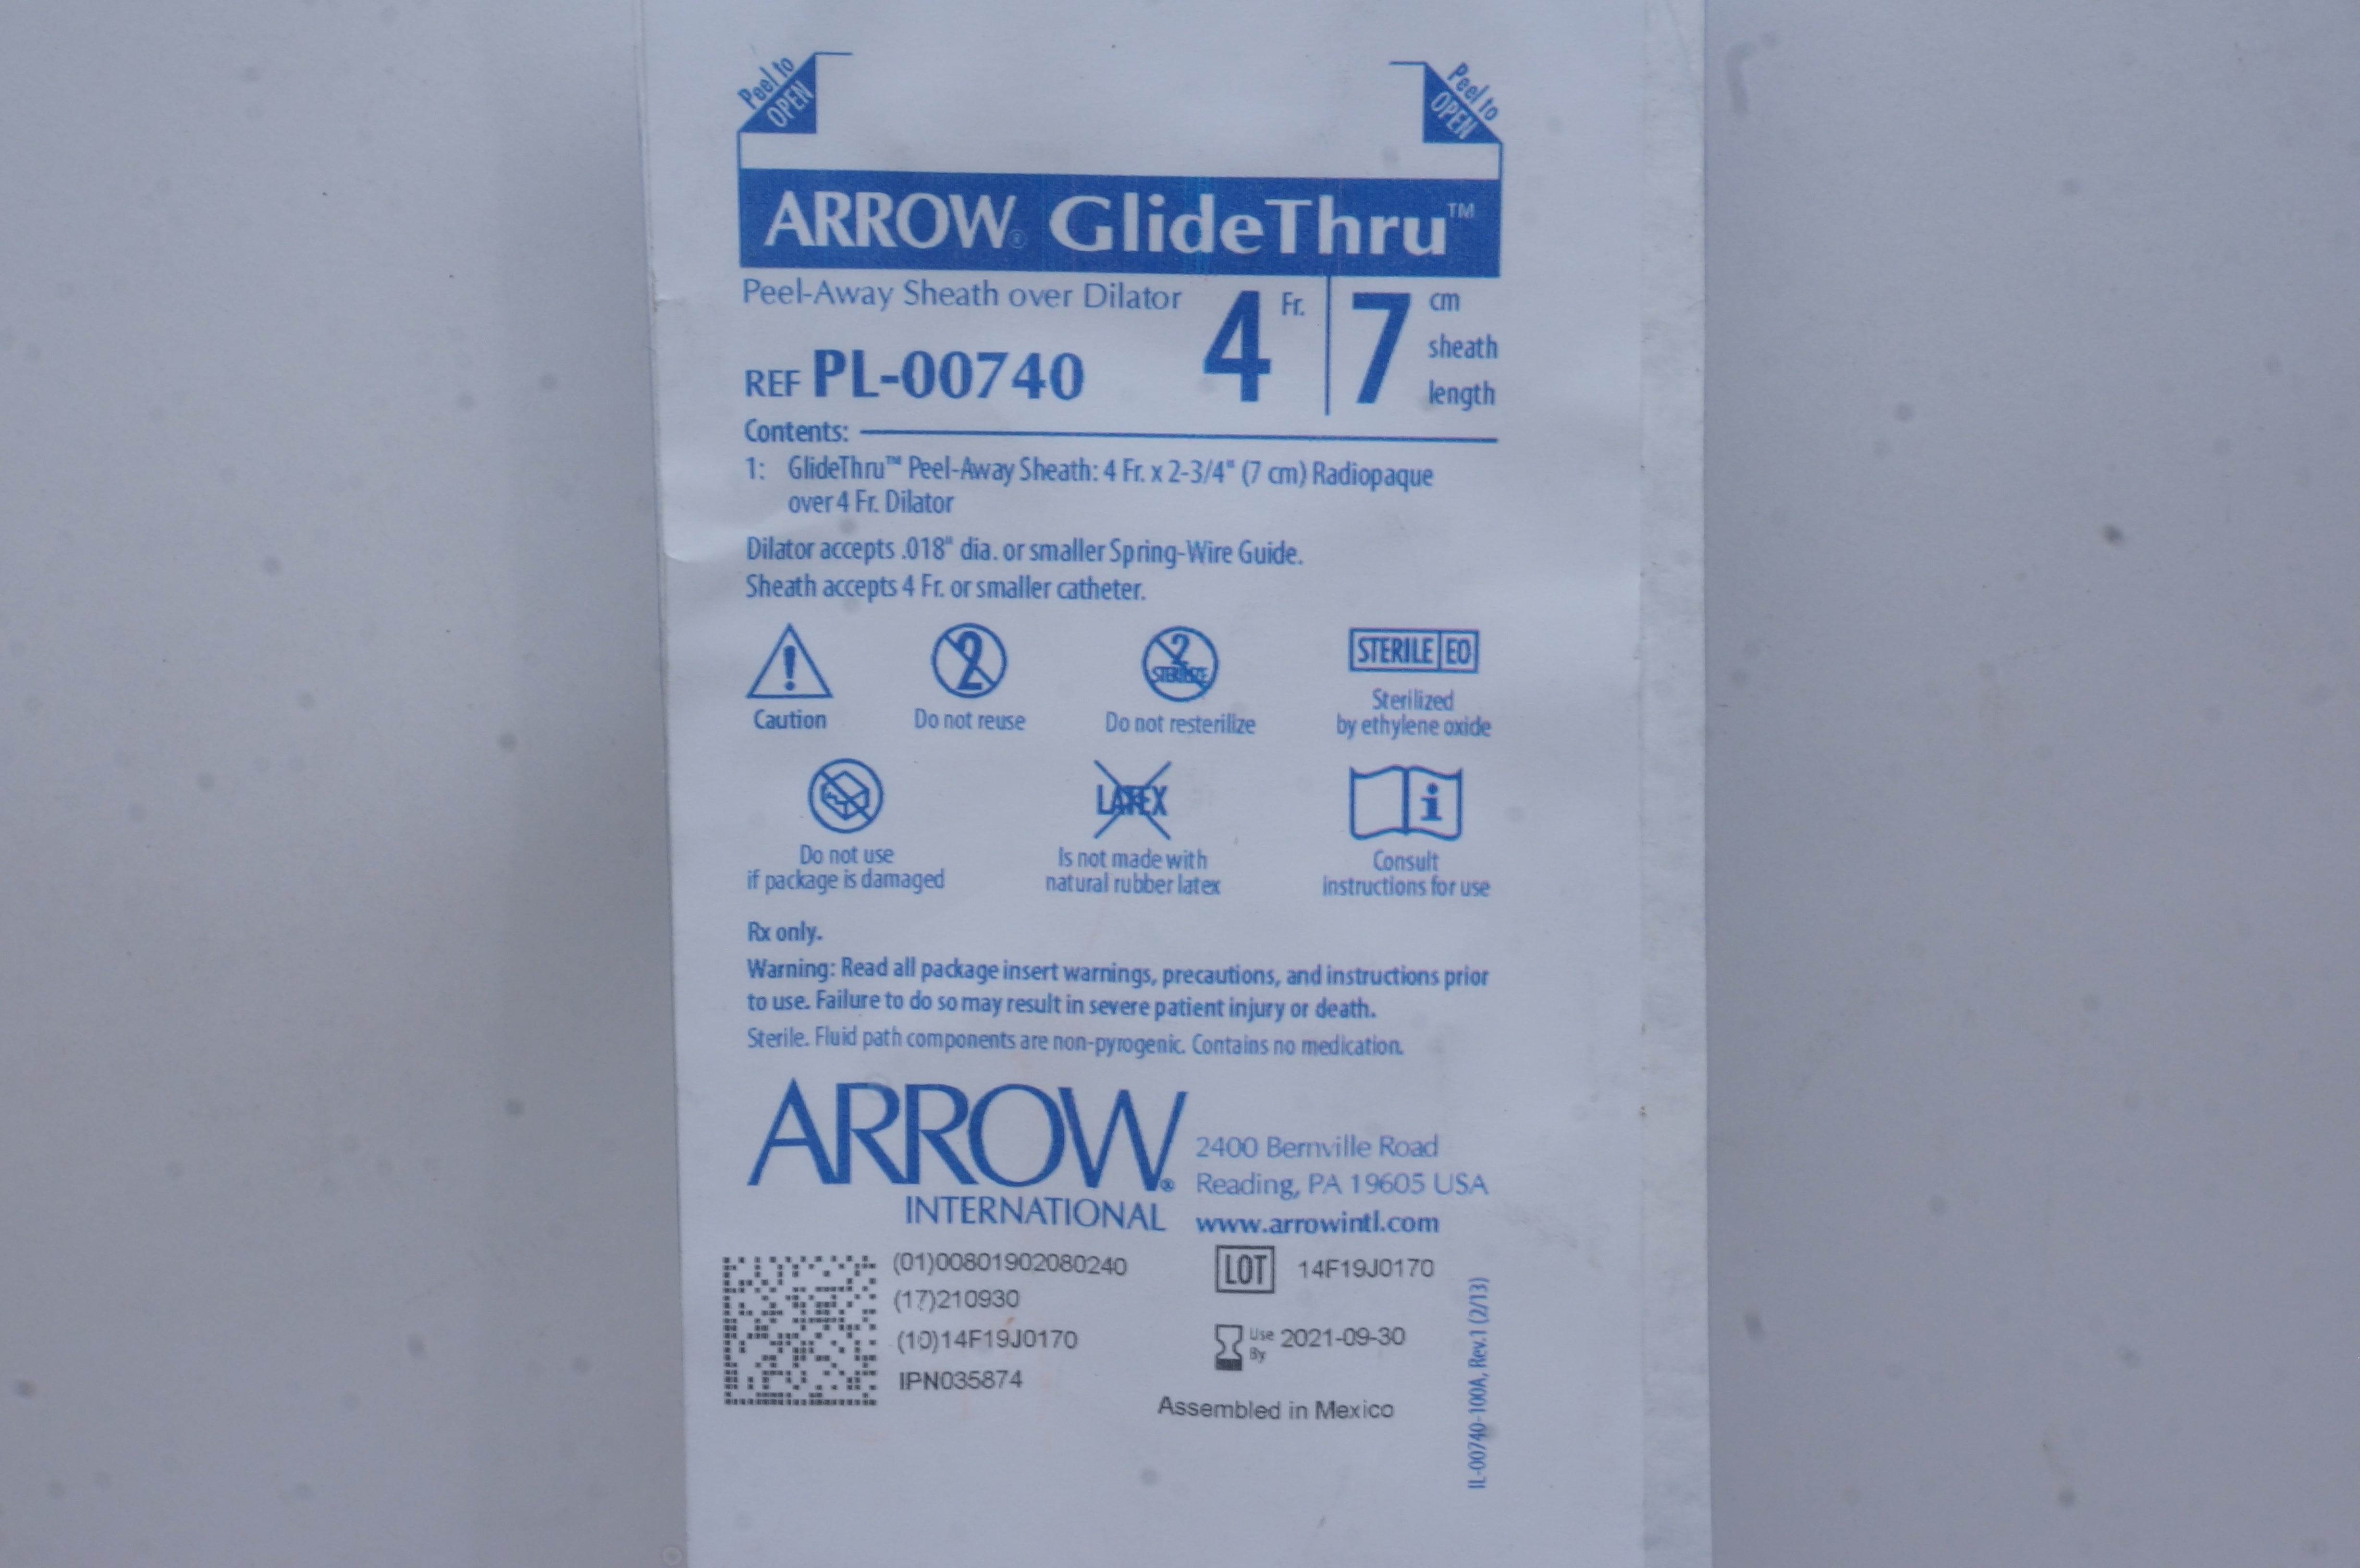 Peel to
OPEN
Peel to
OPEN
ARROW® GlideThru™
Peel-Away Sheath over Dilator
4 Fr.
7 cm
sheath
length
REF PL-00740
Contents:
1: GlideThru™ Peel-Away Sheath: 4 Fr. x 2-3/4" (7 cm) Radiopaque
over 4 Fr. Dilator
Dilator accepts .018" dia. or smaller Spring-Wire Guide.
Sheath accepts 4 Fr. or smaller catheter.
Caution
2
Do not reuse
2
STERILIZE
Do not resterilize
STERILE EO
Sterilized
by ethylene oxide
Do not use
if package is damaged
LATEX
Is not made with
natural rubber latex
i
Consult
instructions for use
Rx only.
Warning: Read all package insert warnings, precautions, and instructions prior
to use. Failure to do so may result in severe patient injury or death.
Sterile. Fluid path components are non-pyrogenic. Contains no medication.
ARROW®
INTERNATIONAL
2400 Bernville Road
Reading, PA 19605 USA
www.arrowintl.com
(01)00801902080240
(17)210930
(10)14F19J0170
IPN035874
LOT 14F19J0170
Use By 2021-09-30
Assembled in Mexico
IL-00740-100A, Rev.1 (2/13)